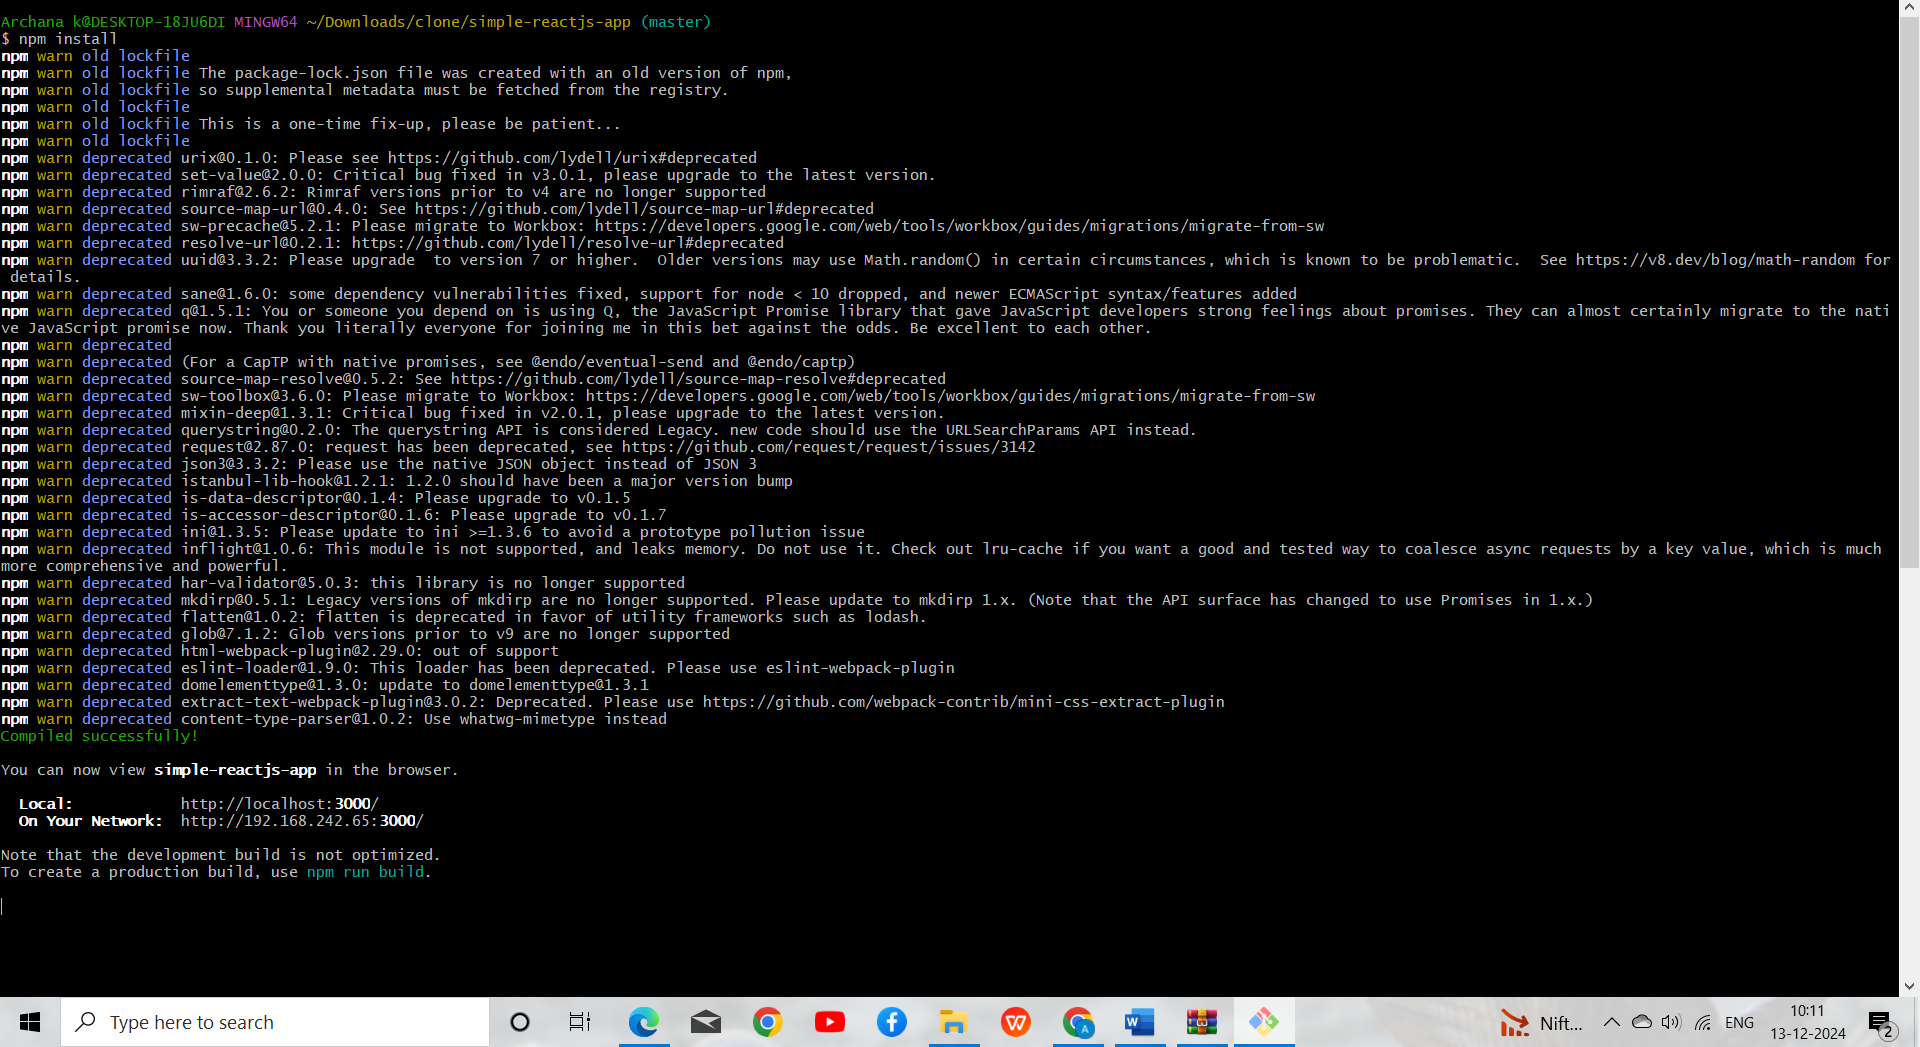 Archana k@DESKTOP-18JU6DI MINGW64 ~/Downloads/clone/simple-reactjs-app (master)
$ npm install
npm warn old lockfile
npm warn old lockfile The package-lock.json file was created with an old version of npm,
npm warn old lockfile so supplemental metadata must be fetched from the registry.
npm warn old lockfile
npm warn old lockfile This is a one-time fix-up, please be patient...
npm warn old lockfile
npm warn deprecated urix@0.1.0: Please see https://github.com/lydell/urix#deprecated
npm warn deprecated set-value@2.0.0: Critical bug fixed in v3.0.1, please upgrade to the latest version.
npm warn deprecated rimraf@2.6.2: Rimraf versions prior to v4 are no longer supported
npm warn deprecated source-map-url@0.4.0: See https://github.com/lydell/source-map-url#deprecated
npm warn deprecated sw-precache@5.2.1: Please migrate to Workbox: https://developers.google.com/web/tools/workbox/guides/migrations/migrate-from-sw
npm warn deprecated resolve-url@0.2.1: https://github.com/lydell/resolve-url#deprecated
npm warn deprecated uuid@3.3.2: Please upgrade  to version 7 or higher.  Older versions may use Math.random() in certain circumstances, which is known to be problematic.  See https://v8.dev/blog/math-random for
 details.
npm warn deprecated sane@1.6.0: some dependency vulnerabilities fixed, support for node < 10 dropped, and newer ECMAScript syntax/features added
npm warn deprecated q@1.5.1: You or someone you depend on is using Q, the JavaScript Promise library that gave JavaScript developers strong feelings about promises. They can almost certainly migrate to the nati
ve JavaScript promise now. Thank you literally everyone for joining me in this bet against the odds. Be excellent to each other.
npm warn deprecated
npm warn deprecated (For a CapTP with native promises, see @endo/eventual-send and @endo/captp)
npm warn deprecated source-map-resolve@0.5.2: See https://github.com/lydell/source-map-resolve#deprecated
npm warn deprecated sw-toolbox@3.6.0: Please migrate to Workbox: https://developers.google.com/web/tools/workbox/guides/migrations/migrate-from-sw
npm warn deprecated mixin-deep@1.3.1: Critical bug fixed in v2.0.1, please upgrade to the latest version.
npm warn deprecated querystring@0.2.0: The querystring API is considered Legacy. new code should use the URLSearchParams API instead.
npm warn deprecated request@2.87.0: request has been deprecated, see https://github.com/request/request/issues/3142
npm warn deprecated json3@3.3.2: Please use the native JSON object instead of JSON 3
npm warn deprecated istanbul-lib-hook@1.2.1: 1.2.0 should have been a major version bump
npm warn deprecated is-data-descriptor@0.1.4: Please upgrade to v0.1.5
npm warn deprecated is-accessor-descriptor@0.1.6: Please upgrade to v0.1.7
npm warn deprecated ini@1.3.5: Please update to ini >=1.3.6 to avoid a prototype pollution issue
npm warn deprecated inflight@1.0.6: This module is not supported, and leaks memory. Do not use it. Check out lru-cache if you want a good and tested way to coalesce async requests by a key value, which is much
more comprehensive and powerful.
npm warn deprecated har-validator@5.0.3: this library is no longer supported
npm warn deprecated mkdirp@0.5.1: Legacy versions of mkdirp are no longer supported. Please update to mkdirp 1.x. (Note that the API surface has changed to use Promises in 1.x.)
npm warn deprecated flatten@1.0.2: flatten is deprecated in favor of utility frameworks such as lodash.
npm warn deprecated glob@7.1.2: Glob versions prior to v9 are no longer supported
npm warn deprecated html-webpack-plugin@2.29.0: out of support
npm warn deprecated eslint-loader@1.9.0: This loader has been deprecated. Please use eslint-webpack-plugin
npm warn deprecated domelementtype@1.3.0: update to domelementtype@1.3.1
npm warn deprecated extract-text-webpack-plugin@3.0.2: Deprecated. Please use https://github.com/webpack-contrib/mini-css-extract-plugin
npm warn deprecated content-type-parser@1.0.2: Use whatwg-mimetype instead
Compiled successfully!
You can now view simple-reactjs-app in the browser.
Local: http://localhost:3000/
On Your Network: http://192.168.242.65:3000/
Note that the development build is not optimized.
To create a production build, use npm run build.
Type here to search
W
A
W
Nift...
ENG
10:11
13-12-2024
2